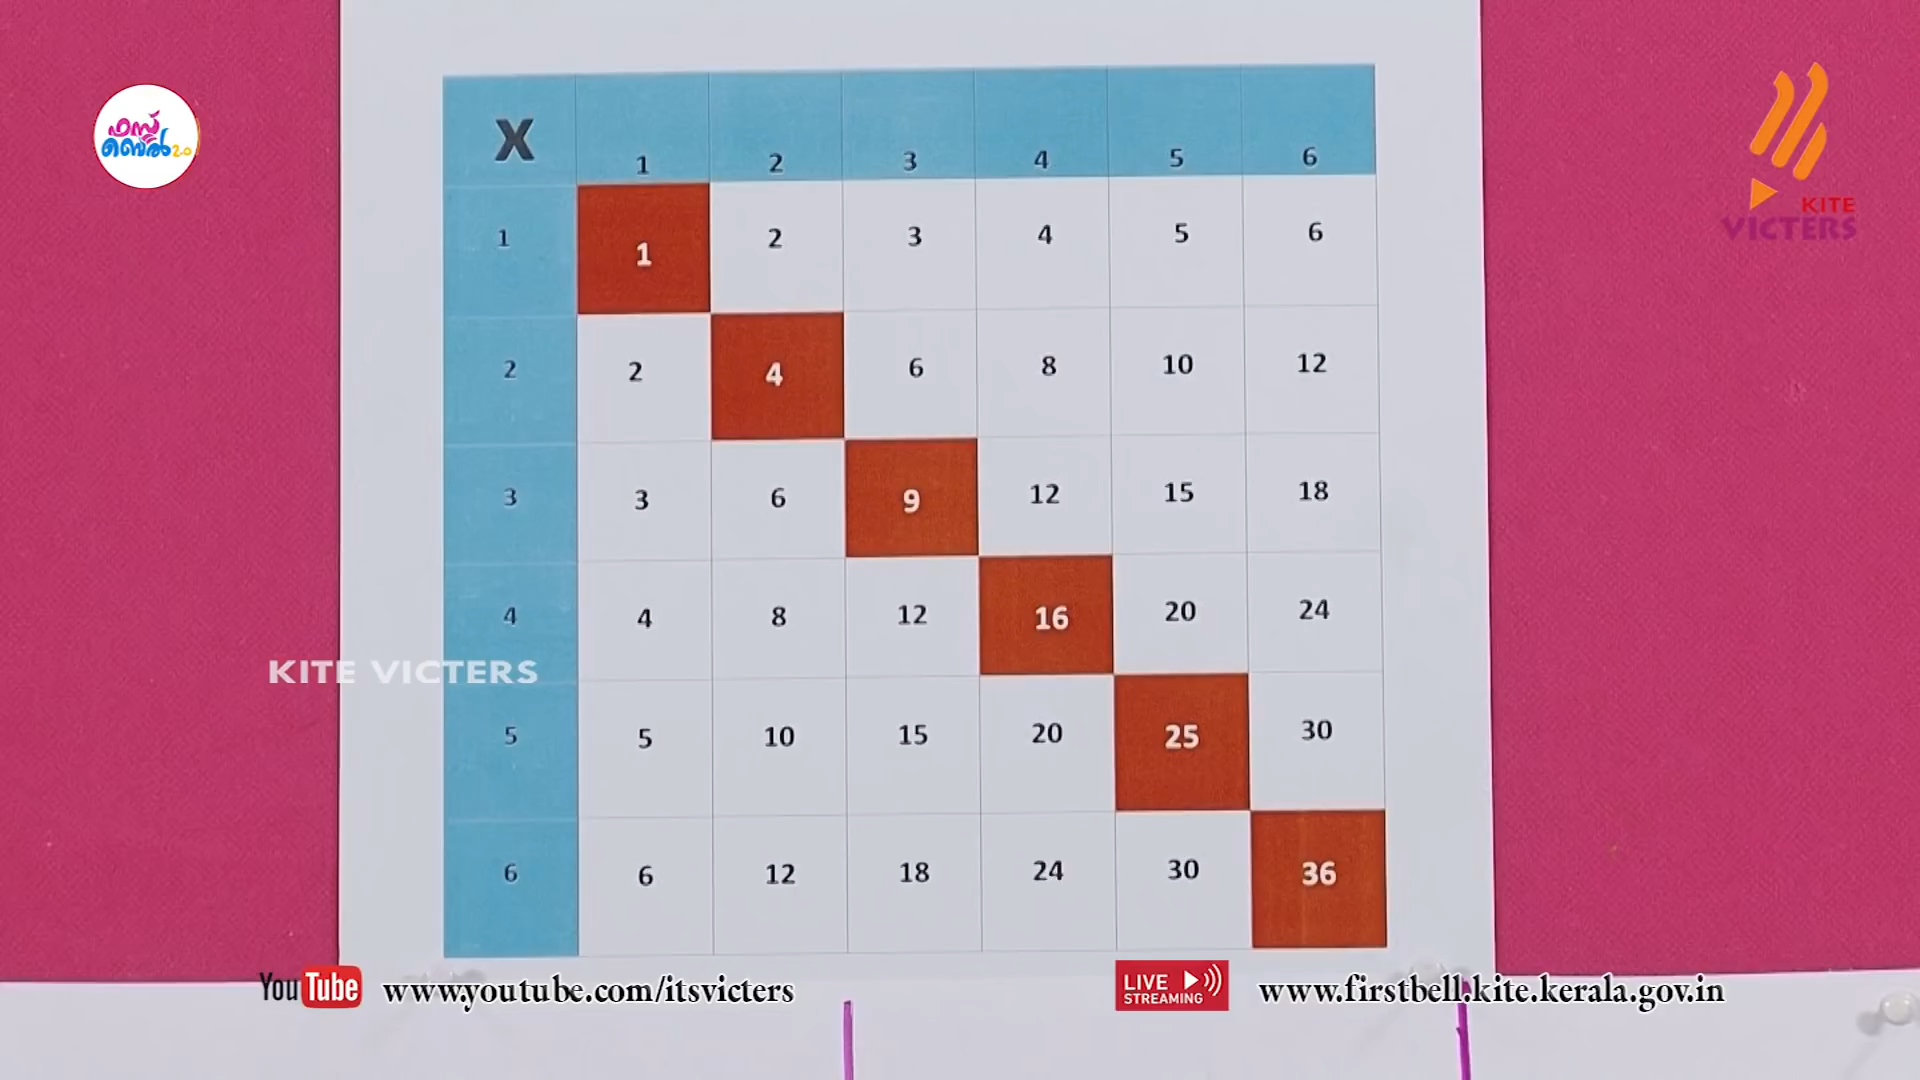 ഫസ്റ്റ്
ബെൽ 2.0
KITE
VICTERS
X 1 2 3 4 5 6
1 1 2 3 4 5 6
2 2 4 6 8 10 12
3 3 6 9 12 15 18
4 4 8 12 16 20 24
KITE VICTERS
5 5 10 15 20 25 30
6 6 12 18 24 30 36
YouTube www.youtube.com/itsvicters
LIVE STREAMING www.firstbell.kite.kerala.gov.in